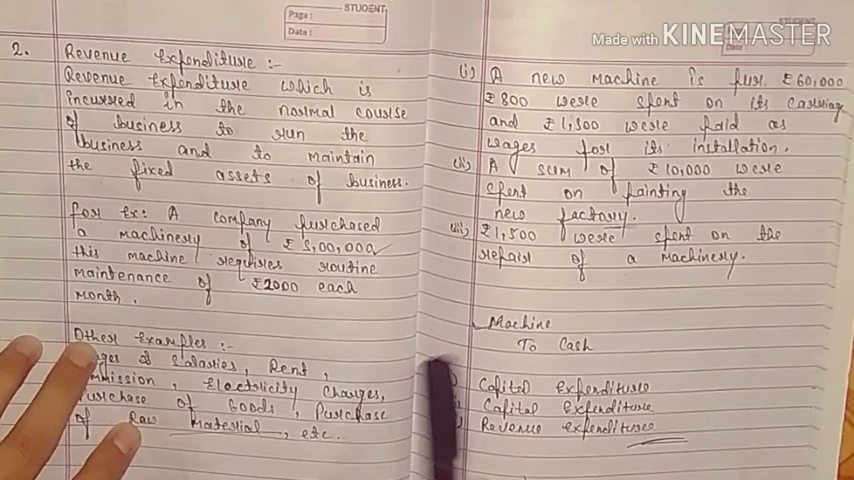 STUDENT
Page :
Date :
2.
Revenue Expenditure :-
Revenue Expenditure which is
incurred in the normal course
of business to run the
business and to maintain
the fixed assets of business.
for Ex: A company purchased
a machinery of
this machine requires routine
maintenance of ₹2000 each
month.
Other Examples :-
& Salaries, Rent,
Electricity Charges,
Purchase of Goods, Purchase
of Raw Material, etc.
Made with KINEMASTER
STUDENT
Date :
(i) A new Machine is pur. ₹60,000
₹800 were spent on its Carriage
and ₹1,300 were paid as
wages for its installation.
(ii) A sum of ₹10,000 were
spent on painting the
new factory.
(iii) ₹1,500 were spent on the
repair of a Machinery.
Machine
To Cash
Capital Expenditure
Capital Expenditure
Revenue Expenditure